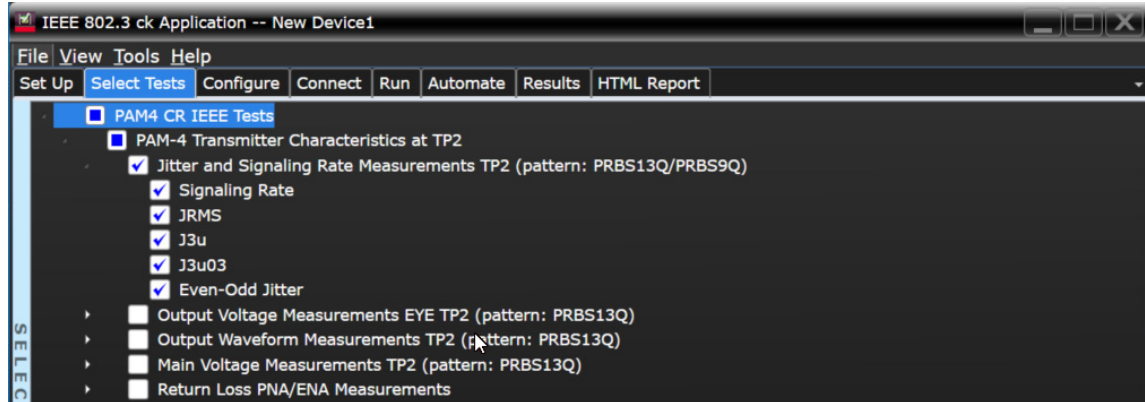 IEEE 802.3 ck Application -- New Device1
File View Tools Help
Set Up Select Tests Configure Connect Run Automate Results HTML Report
PAM4 CR IEEE Tests
PAM-4 Transmitter Characteristics at TP2
Jitter and Signaling Rate Measurements TP2 (pattern: PRBS13Q/PRBS9Q)
Signaling Rate
JRMS
J3u
J3u03
Even-Odd Jitter
Output Voltage Measurements EYE TP2 (pattern: PRBS13Q)
Output Waveform Measurements TP2 (pattern: PRBS13Q)
Main Voltage Measurements TP2 (pattern: PRBS13Q)
Return Loss PNA/ENA Measurements
SELEC